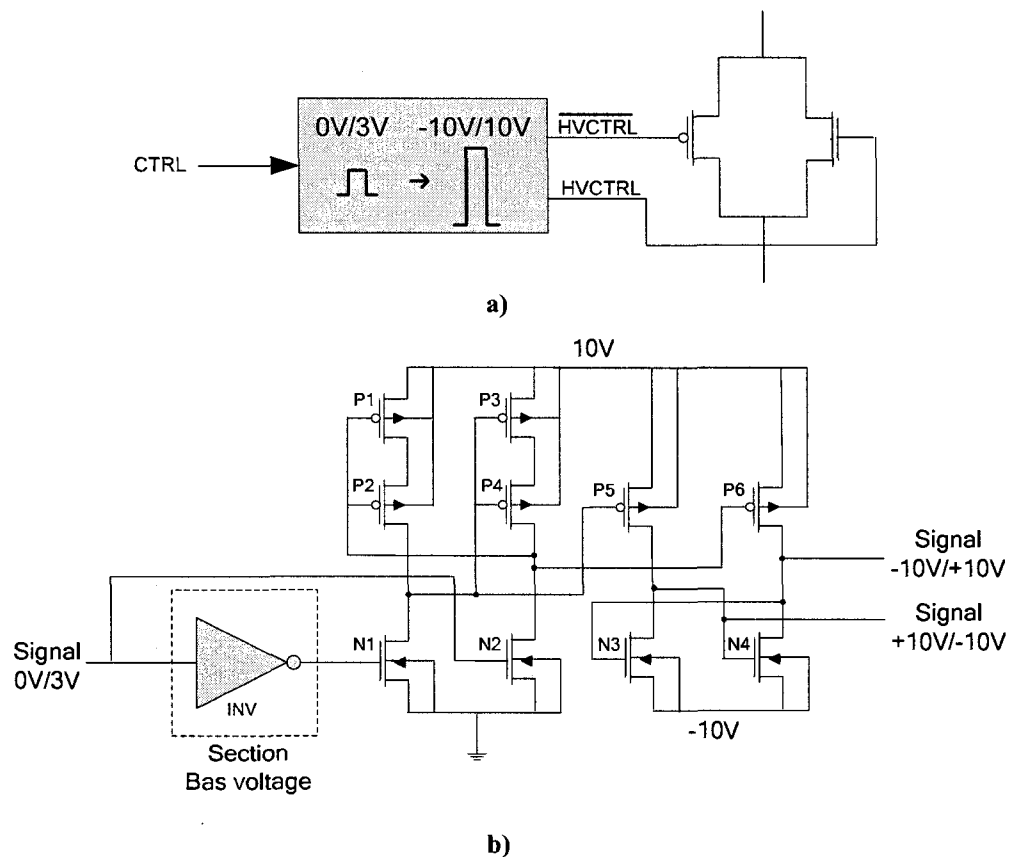 0V/3V -10V/10V
HVCTRL
CTRL
HVCTRL
a)
10V
P1
P3
P2
P4
P5
P6
Signal
-10V/+10V
Signal
+10V/-10V
Signal
0V/3V
INV
N1
N2
N3
N4
-10V
Section
Bas voltage
b)